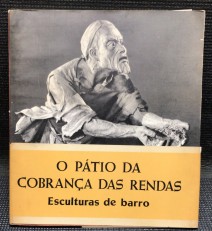 O PÁTIO DA
COBRANÇA DAS RENDAS
Esculturas de barro